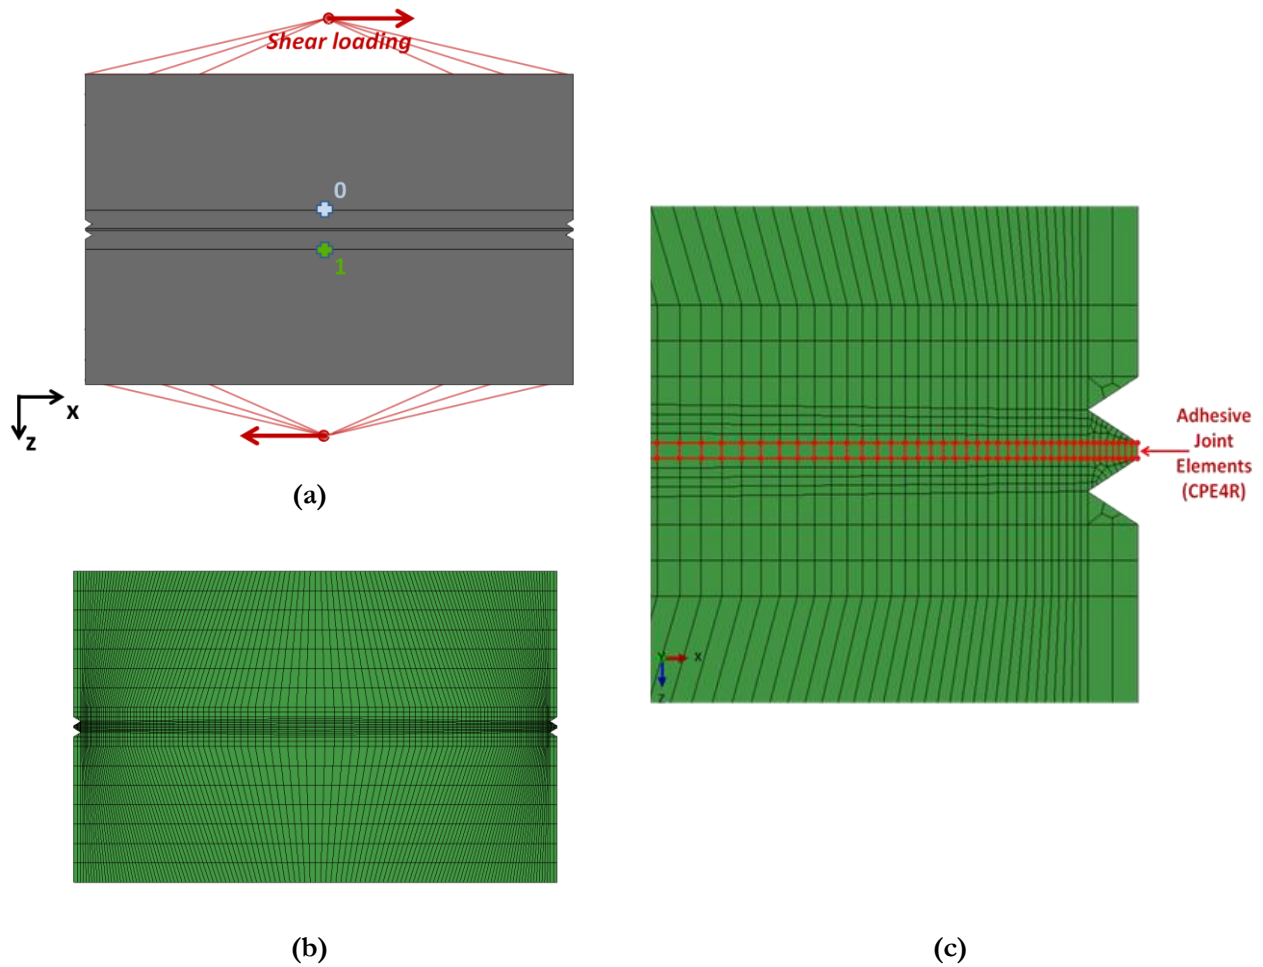 Shear loading
0
1
x
z
(a)
Adhesive
Joint
Elements
(CPE4R)
Y
X
Z
(b)
(c)